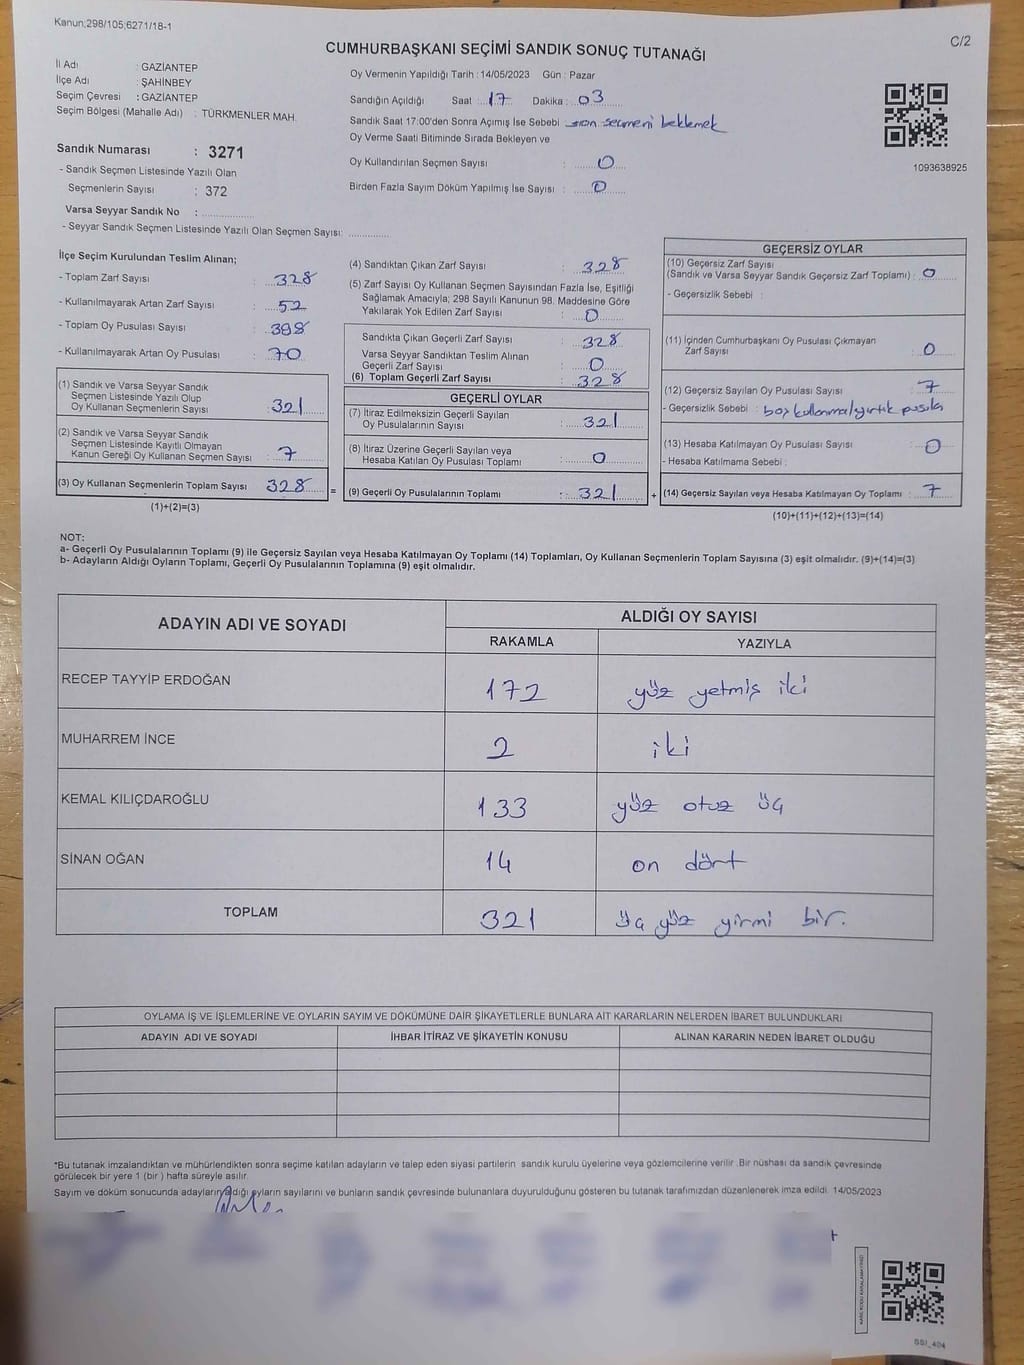 Kanun;298/105;6271/18-1
C/2
CUMHURBAŞKANI SEÇİMİ SANDIK SONUÇ TUTANAĞI
İl Adı : GAZİANTEP
İlçe Adı : ŞAHİNBEY
Seçim Çevresi : GAZİANTEP
Seçim Bölgesi (Mahalle Adı) : TÜRKMENLER MAH.
Sandık Numarası : 3271
- Sandık Seçmen Listesinde Yazılı Olan
Seçmenlerin Sayısı : 372
Varsa Seyyar Sandık No :
- Seyyar Sandık Seçmen Listesinde Yazılı Olan Seçmen Sayısı:
Oy Vermenin Yapıldığı Tarih : 14/05/2023 Gün : Pazar
Sandığın Açıldığı Saat : 17 Dakika : 03
Sandık Saat 17:00'den Sonra Açımış İse Sebebi son seçmeni beklemek
Oy Verme Saati Bitiminde Sırada Bekleyen ve
Oy Kullandırılan Seçmen Sayısı : 0
Birden Fazla Sayım Döküm Yapılmış İse Sayısı : 0
1093638925
İlçe Seçim Kurulundan Teslim Alınan;
- Toplam Zarf Sayısı : 328
- Kullanılmayarak Artan Zarf Sayısı : 52
- Toplam Oy Pusulası Sayısı : 398
- Kullanılmayarak Artan Oy Pusulası : 70
(1) Sandık ve Varsa Seyyar Sandık
Seçmen Listesinde Yazılı Olup
Oy Kullanan Seçmenlerin Sayısı : 321
(2) Sandık ve Varsa Seyyar Sandık
Seçmen Listesinde Kayıtlı Olmayan
Kanun Gereği Oy Kullanan Seçmen Sayısı : 7
(3) Oy Kullanan Seçmenlerin Toplam Sayısı 328
(1)+(2)=(3)
(4) Sandıktan Çıkan Zarf Sayısı : 328
(5) Zarf Sayısı Oy Kullanan Seçmen Sayısından Fazla İse, Eşitliği
Sağlamak Amacıyla; 298 Sayılı Kanunun 98. Maddesine Göre
Yakılarak Yok Edilen Zarf Sayısı : 0
Sandıkta Çıkan Geçerli Zarf Sayısı : 328
Varsa Seyyar Sandıktan Teslim Alınan
Geçerli Zarf Sayısı : 0
(6) Toplam Geçerli Zarf Sayısı : 328
GEÇERLİ OYLAR
(7) İtiraz Edilmeksizin Geçerli Sayılan
Oy Pusulalarının Sayısı : 321
(8) İtiraz Üzerine Geçerli Sayılan veya
Hesaba Katılan Oy Pusulası Toplamı : 0
= (9) Geçerli Oy Pusulalarının Toplamı : 321
GEÇERSİZ OYLAR
(10) Geçersiz Zarf Sayısı
(Sandık ve Varsa Seyyar Sandık Geçersiz Zarf Toplamı) : 0
- Geçersizlik Sebebi :
(11) İçinden Cumhurbaşkanı Oy Pusulası Çıkmayan
Zarf Sayısı : 0
(12) Geçersiz Sayılan Oy Pusulası Sayısı : 7
- Geçersizlik Sebebi : boş kullanma/yırtık pusula
(13) Hesaba Katılmayan Oy Pusulası Sayısı : 0
- Hesaba Katılmama Sebebi :
+ (14) Geçersiz Sayılan veya Hesaba Katılmayan Oy Toplamı : 7
(10)+(11)+(12)+(13)=(14)
NOT:
a- Geçerli Oy Pusulalarının Toplamı (9) ile Geçersiz Sayılan veya Hesaba Katılmayan Oy Toplamı (14) Toplamları, Oy Kullanan Seçmenlerin Toplam Sayısına (3) eşit olmalıdır. (9)+(14)=(3)
b- Adayların Aldığı Oyların Toplamı, Geçerli Oy Pusulalarının Toplamına (9) eşit olmalıdır.
ADAYIN ADI VE SOYADI ALDIĞI OY SAYISI
RAKAMLA YAZIYLA
RECEP TAYYİP ERDOĞAN 172 yüz yetmiş iki
MUHARREM İNCE 2 iki
KEMAL KILIÇDAROĞLU 133 yüz otuz üç
SİNAN OĞAN 14 on dört
TOPLAM 321 üç yüz yirmi bir.
OYLAMA İŞ VE İŞLEMLERİNE VE OYLARIN SAYIM VE DÖKÜMÜNE DAİR ŞİKAYETLERLE BUNLARA AİT KARARLARIN NELERDEN İBARET BULUNDUKLARI
ADAYIN ADI VE SOYADI İHBAR İTİRAZ VE ŞİKAYETİN KONUSU ALINAN KARARIN NEDEN İBARET OLDUĞU
*Bu tutanak imzalandıktan ve mühürlendikten sonra seçime katılan adayların ve talep eden siyasi partilerin sandık kurulu üyelerine veya gözlemcilerine verilir. Bir nüshası da sandık çevresinde
görülecek bir yere 1 (bir) hafta süreyle asılır.
Sayım ve döküm sonucunda adayların aldığı oyların sayılarını ve bunların sandık çevresinde bulunanlara duyurulduğunu gösteren bu tutanak tarafımızdan düzenlenerek imza edildi. 14/05/2023